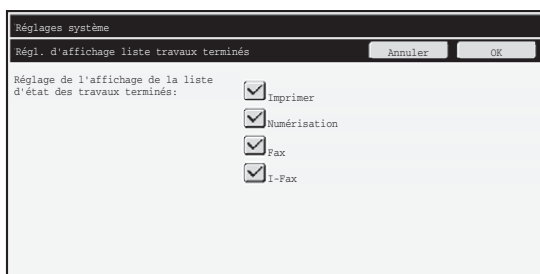 Réglages système
Régl. d'affichage liste travaux terminés
Annuler
OK
Réglage de l'affichage de la liste
d'état des travaux terminés:
Imprimer
Numérisation
Fax
I-Fax